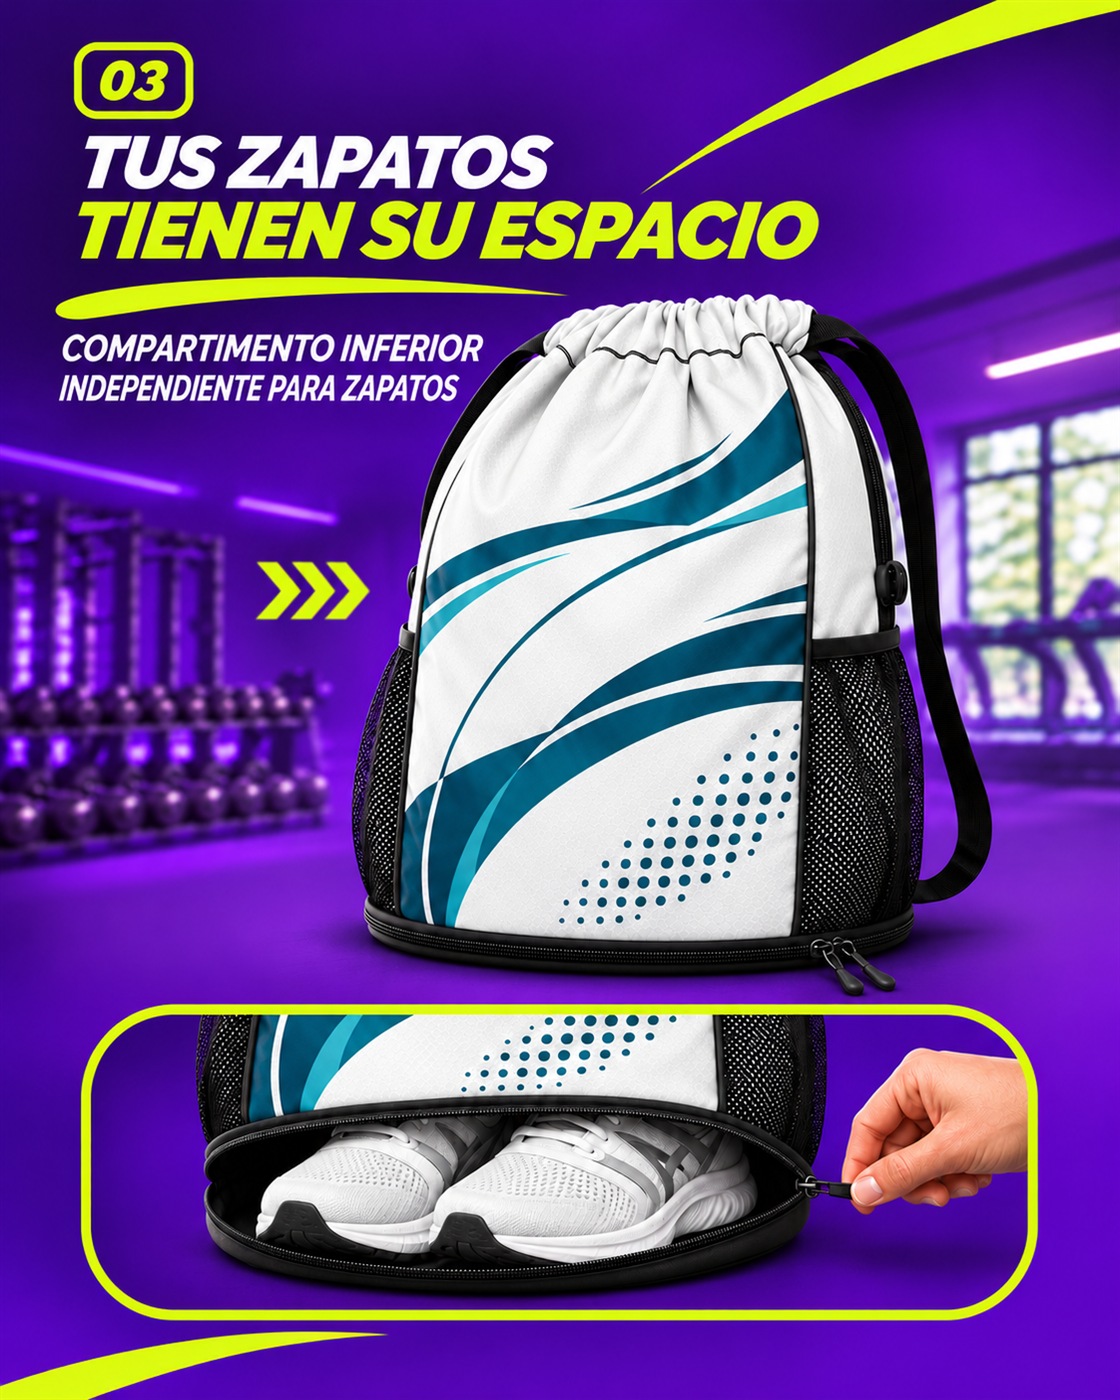 03
TUS ZAPATOS
TIENEN SU ESPACIO
COMPARTIMENTO INFERIOR
INDEPENDIENTE PARA ZAPATOS